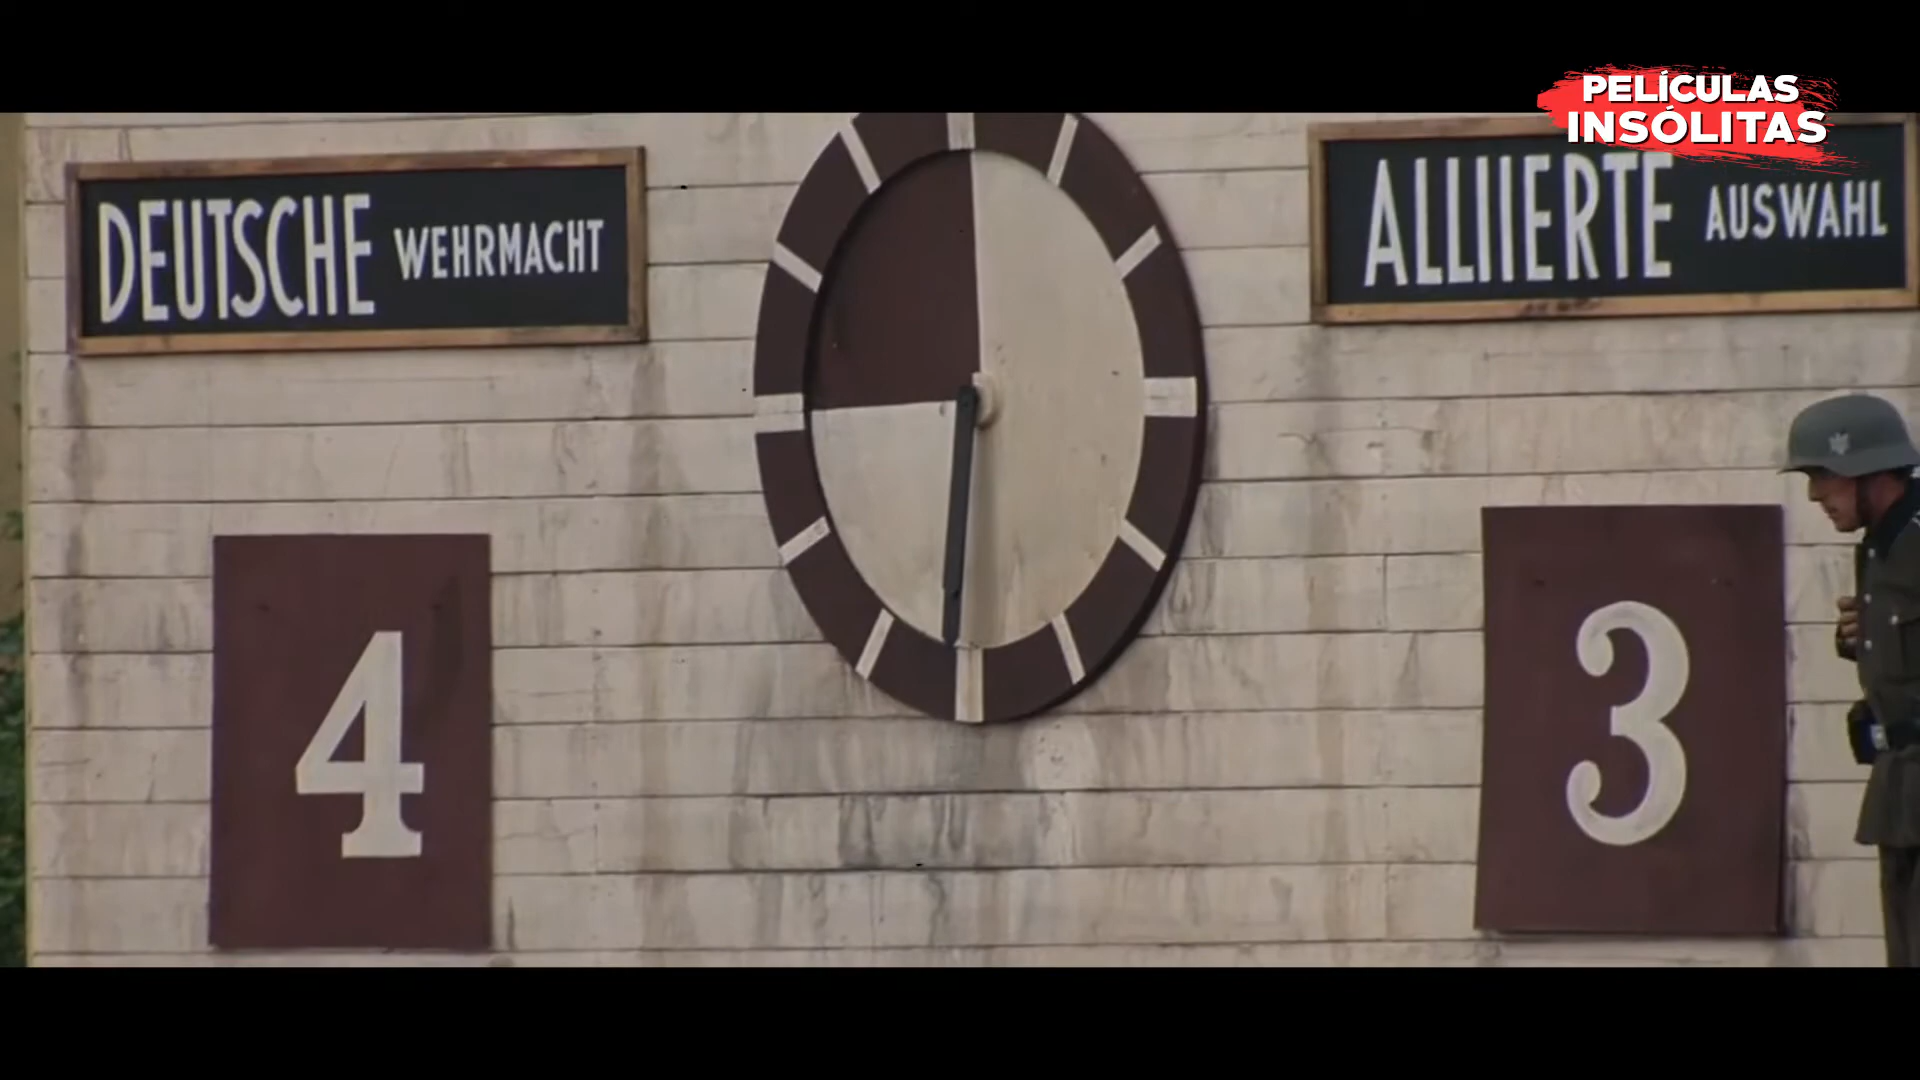 PELÍCULAS
INSÓLITAS
DEUTSCHE WEHRMACHT
ALLIIERTE AUSWAHL
4
3